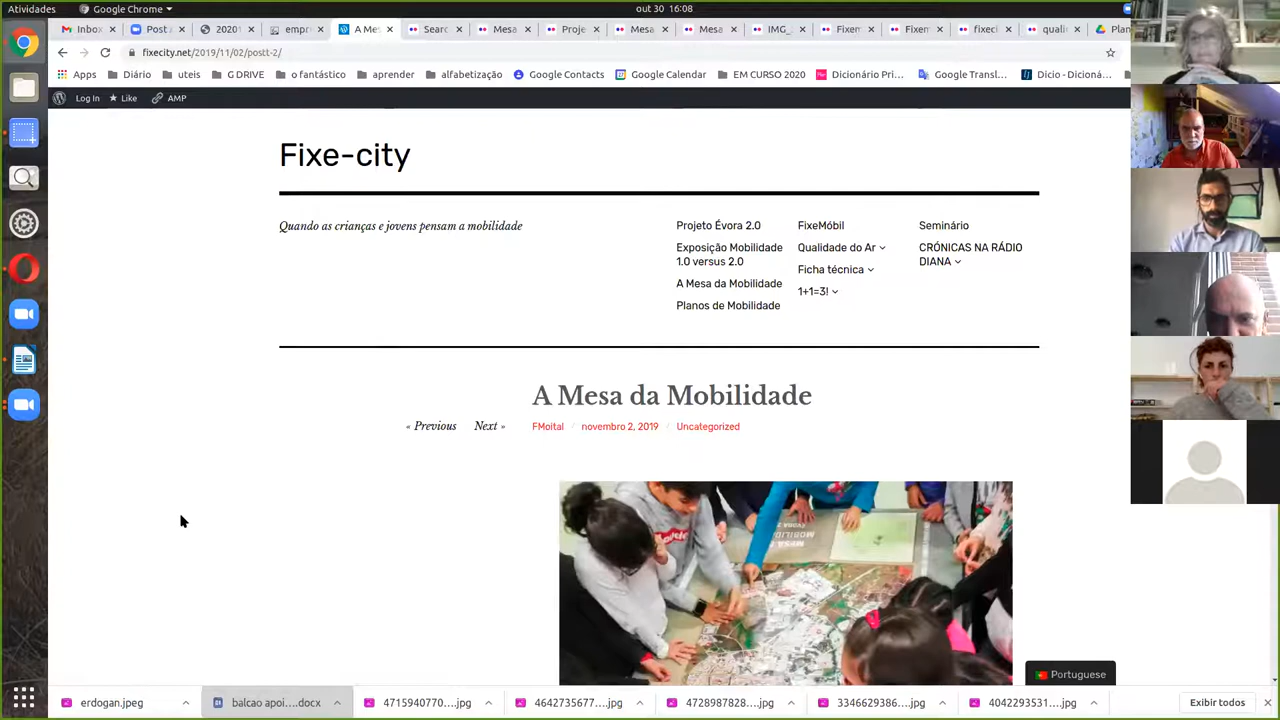 Atividades
Google Chrome
out 30 16:08
Inbox
Post
2020
empr
A Me
Searc
Mesa
Proje
Mesa
Mesa
IMG_
Fixem
Fixem
fixeci
quali
Plan
fixecity.net/2019/11/02/postt-2/
Apps
Diário
uteis
G DRIVE
o fantástico
aprender
alfabetização
Google Contacts
Google Calendar
EM CURSO 2020
Dicionário Pri...
Google Transl...
Dicio - Dicioná...
Log In
Like
AMP
Fixe-city
Quando as crianças e jovens pensam a mobilidade
Projeto Évora 2.0
Exposição Mobilidade
1.0 versus 2.0
A Mesa da Mobilidade
Planos de Mobilidade
FixeMóbil
Qualidade do Ar
Ficha técnica
1+1=3!
Seminário
CRÓNICAS NA RÁDIO
DIANA
A Mesa da Mobilidade
« Previous
Next »
FMoital / novembro 2, 2019 / Uncategorized
Portuguese
erdogan.jpeg
balcao apoi....docx
4715940770....jpg
4642735677....jpg
4728987828....jpg
3346629386....jpg
4042293531....jpg
Exibir todos